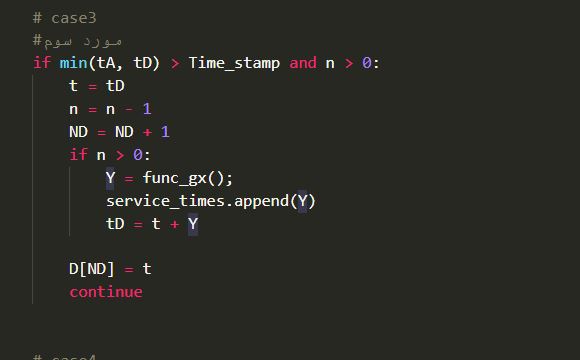 # case3
#مورد سوم
if min(tA, tD) > Time_stamp and n > 0:
t = tD
n = n - 1
ND = ND + 1
if n > 0:
Y = func_gx();
service_times.append(Y)
tD = t + Y
D[ND] = t
continue
# case4